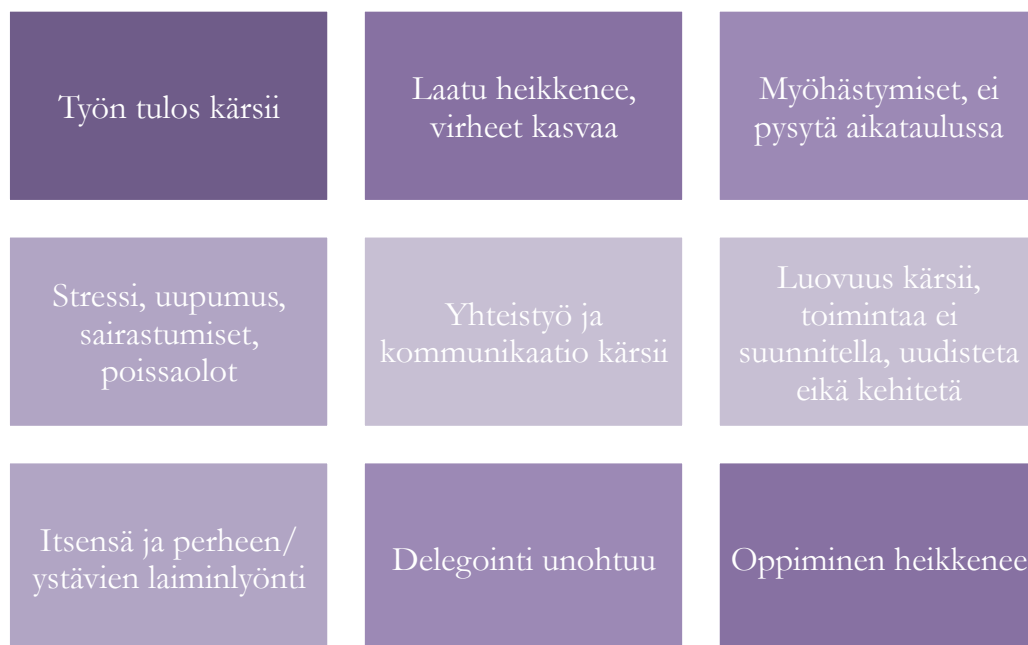 Työn tulos kärsii
Laatu heikkenee,
virheet kasvaa
Myöhästymiset, ei
pysytä aikataulussa
Stressi, uupumus,
sairastumiset,
poissaolot
Yhteistyö ja
kommunikaatio kärsii
Luovuus kärsii,
toimintaa ei
suunnitella, uudisteta
eikä kehitetä
Itsensä ja perheen/
ystävien laiminlyönti
Delegointi unohtuu
Oppiminen heikkenee